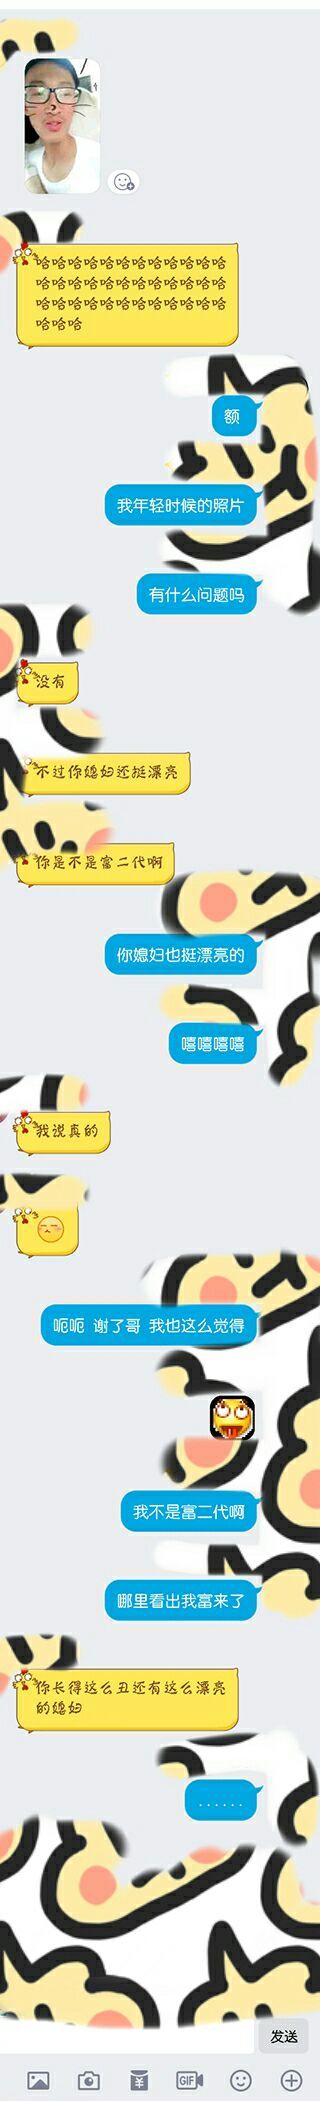 哈哈哈哈哈哈哈哈哈哈哈哈
哈哈哈哈哈哈哈哈哈哈哈哈
哈哈哈哈哈哈哈哈哈哈哈哈
哈哈哈
额
我年轻时候的照片
有什么问题吗
没有
不过你媳妇还挺漂亮
你是不是富二代啊
你媳妇也挺漂亮的
嘻嘻嘻嘻
我说真的
呃呃 谢了哥 我也这么觉得
我不是富二代啊
哪里看出我富来了
你长得这么丑还有这么漂亮
的媳妇
......
发送
¥
GIF